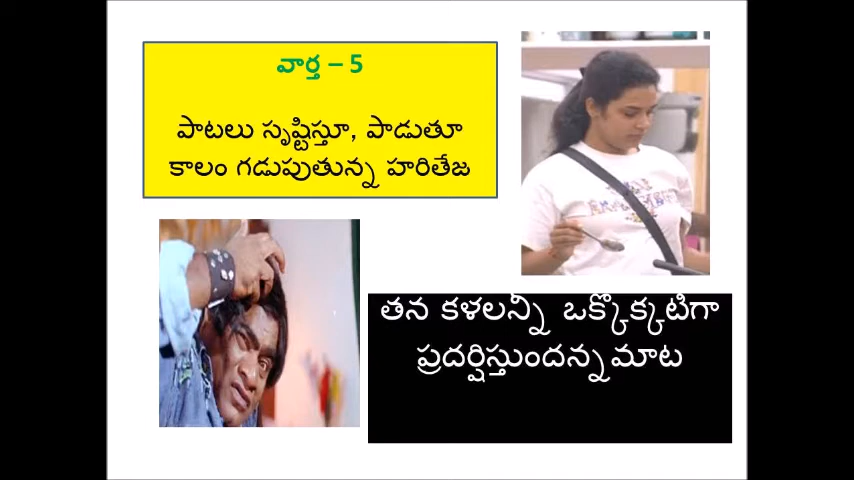 వార్త – 5
పాటలు సృష్టిస్తూ, పాడుతూ
కాలం గడుపుతున్న హరితేజ
తన కళలన్నీ ఒక్కొక్కటిగా
ప్రదర్షిస్తుందన్న మాట